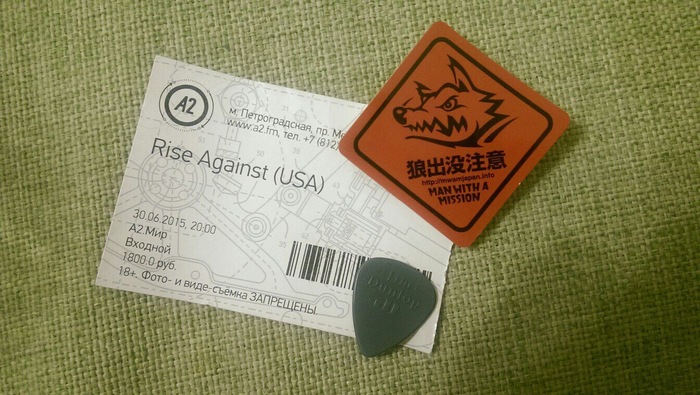 A2
м. Петроградская, пр. Ме
www.a2.fm, тел. +7 (812)
Rise Against (USA)
30.06.2015, 20:00
А2.Мир
Входной
1800.0 руб.
18+. Фото- и виде-съёмка ЗАПРЕЩЕНЫ.
狼出没注意
http://mwamjapan.info
MAN WITH A
MISSION
Dunlop